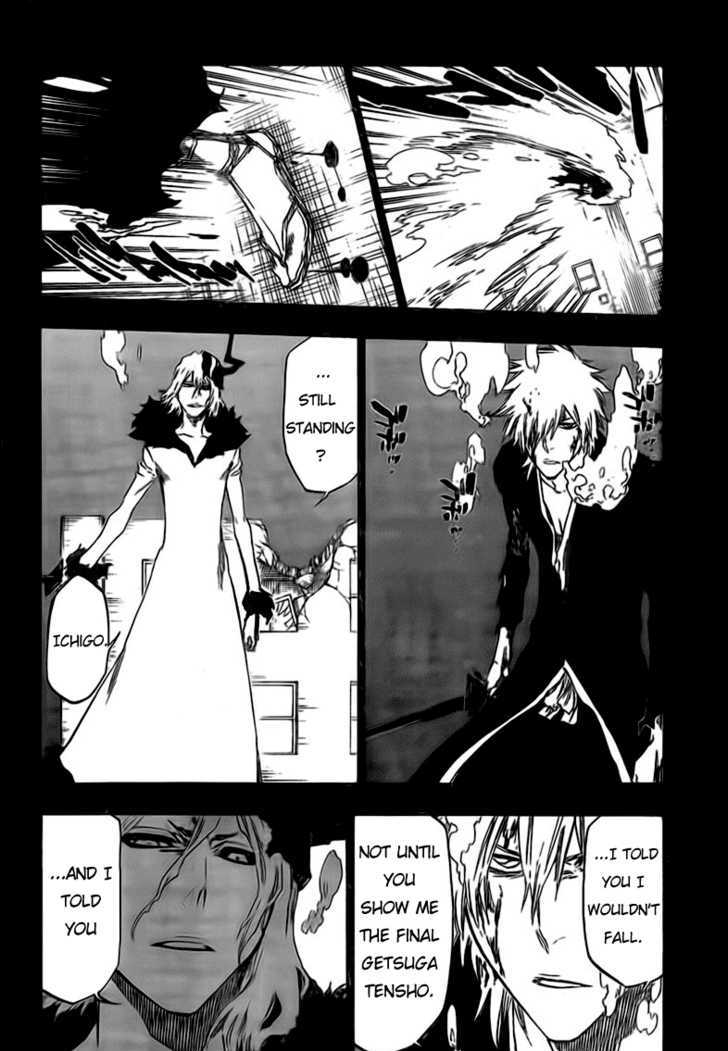 ...
STILL
STANDING
?
ICHIGO.
...I TOLD
YOU I
WOULDN'T
FALL.
NOT UNTIL
YOU
SHOW ME
THE FINAL
GETSUGA
TENSHO.
...AND I
TOLD
YOU